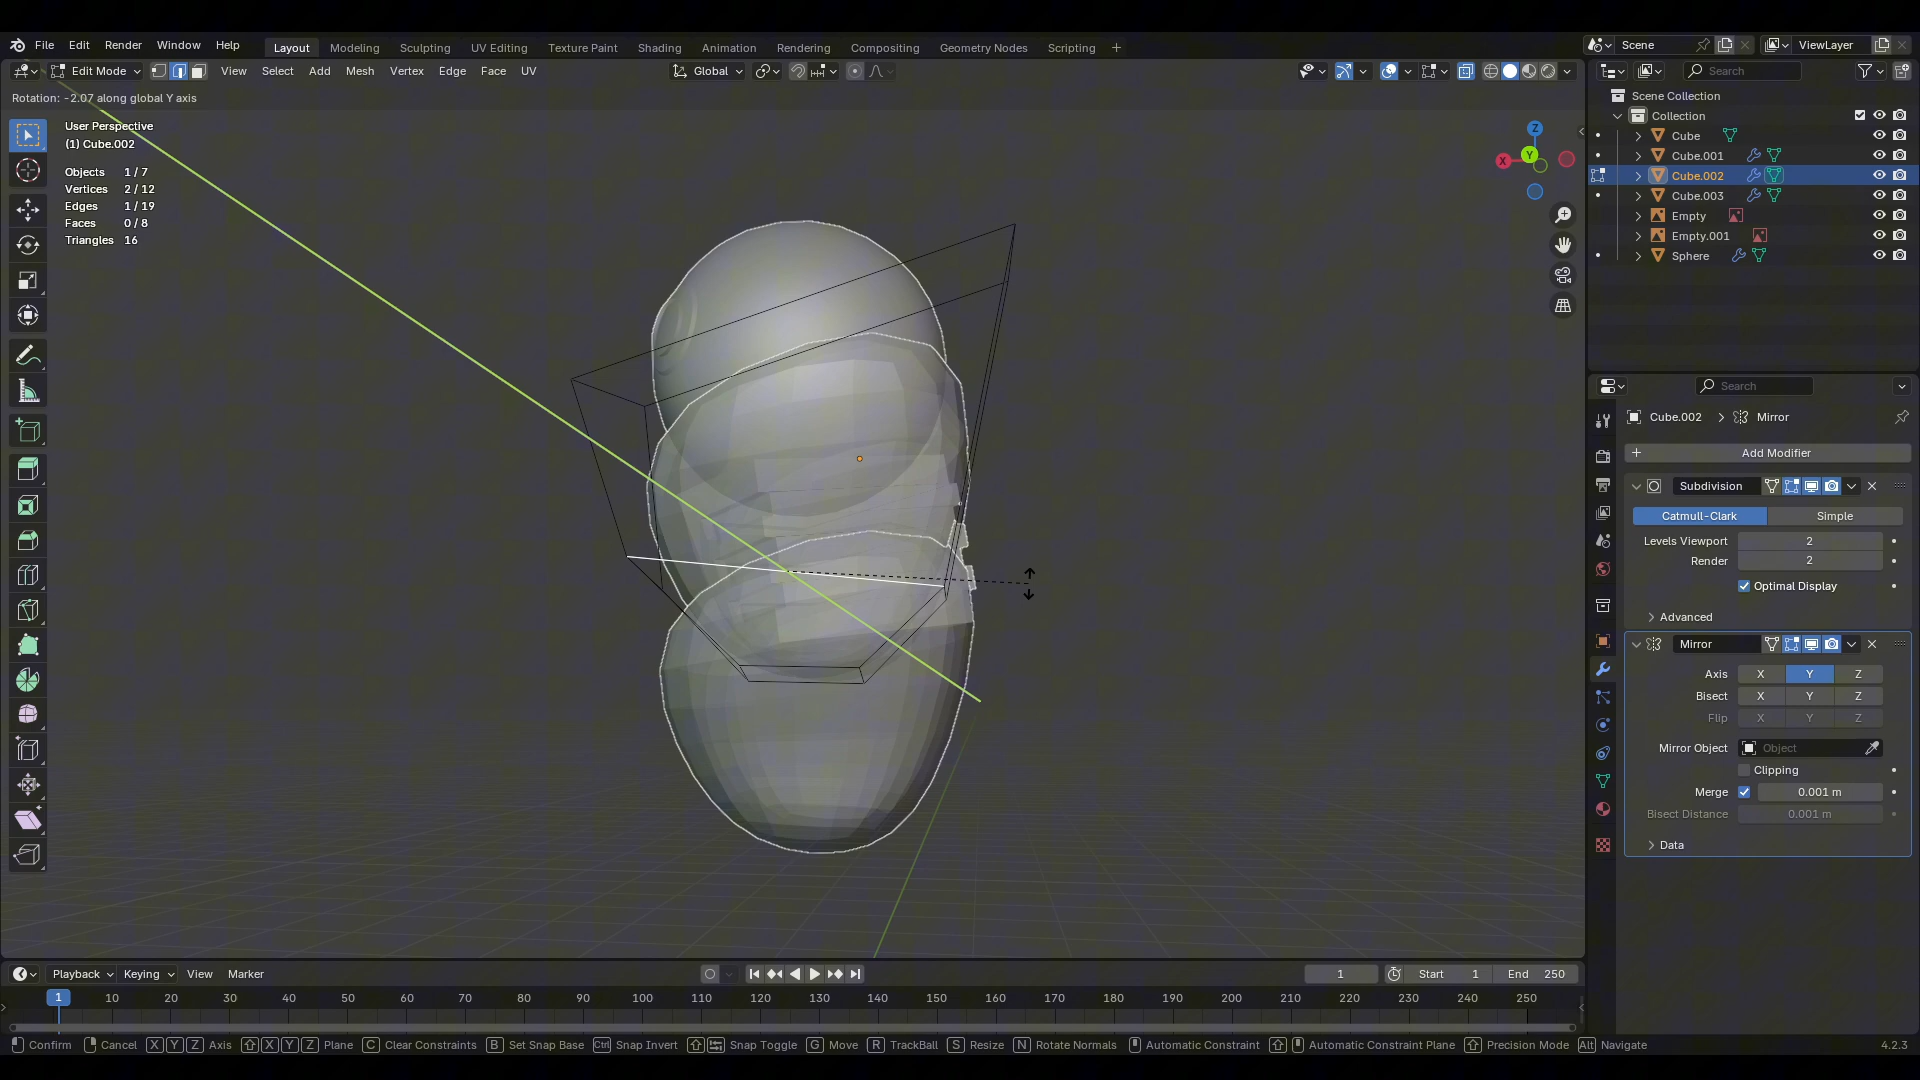 File Edit Render Window Help Layout Modeling Sculpting UV Editing Texture Paint Shading Animation Rendering Compositing Geometry Nodes Scripting + Scene ViewLayer
Edit Mode View Select Add Mesh Vertex Edge Face UV Global Search
Rotation: -2.07 along global Y axis
User Perspective
(1) Cube.002
Objects 1 / 7
Vertices 2 / 12
Edges 1 / 19
Faces 0 / 8
Triangles 16
Z
Y
X
Scene Collection
Collection
Cube
Cube.001
Cube.002
Cube.003
Empty
Empty.001
Sphere
Search
Cube.002 > Mirror
+ Add Modifier
Subdivision
Catmull-Clark Simple
Levels Viewport 2
Render 2
Optimal Display
Advanced
Mirror
Axis X Y Z
Bisect X Y Z
Flip X Y Z
Mirror Object Object
Clipping
Merge 0.001 m
Bisect Distance 0.001 m
Data
Playback Keying View Marker 1 Start 1 End 250
1 10 20 30 40 50 60 70 80 90 100 110 120 130 140 150 160 170 180 190 200 210 220 230 240 250
Confirm Cancel X Y Z Axis X Y Z Plane C Clear Constraints B Set Snap Base Ctrl Snap Invert Snap Toggle G Move R TrackBall S Resize N Rotate Normals Automatic Constraint Automatic Constraint Plane Precision Mode Alt Navigate 4.2.3